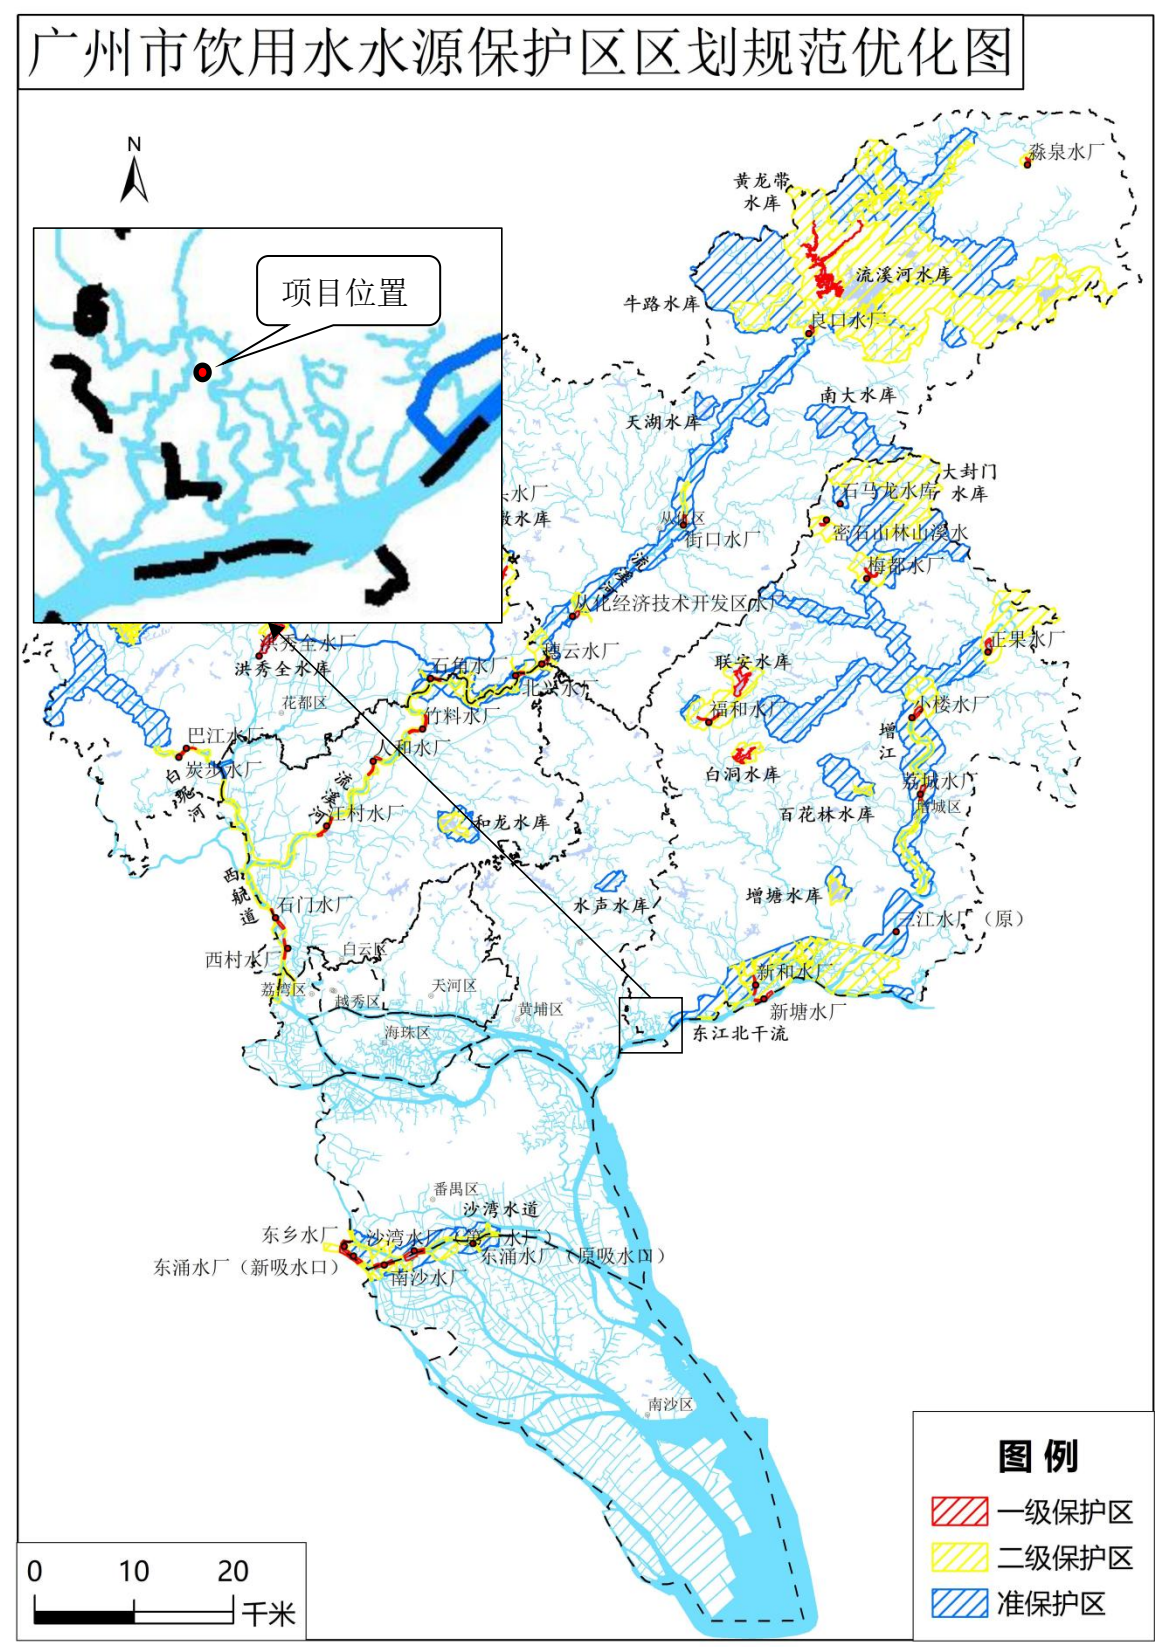 广州市饮用水水源保护区区划规范优化图
N
项目位置
淼泉水厂
黄龙带
水库
流溪河水库
牛路水库
良口水厂
南大水库
天湖水库
大封门
水库
石马龙水库
水厂
水库
从化区
街口水厂
密石山林山溪水
梅都水厂
流溪河
从化经济技术开发区水厂
正果水厂
洪秀全水厂
洪秀全水库
穗云水厂
石角水厂
北兴水厂
联安水库
花都区
竹料水厂
福和水厂
小楼水厂
增江
巴江水厂
炭步水厂
白坭河
人和水厂
流溪河
白洞水库
荔城水厂
增城区
江村水厂
和龙水库
百花林水库
西航道
石门水厂
水声水库
增塘水库
三江水厂（原）
西村水厂
白云区
新和水厂
荔湾区
越秀区
天河区
黄埔区
新塘水厂
海珠区
东江北干流
番禺区
沙湾水道
东乡水厂
东涌水厂（新吸水口）
东涌水厂（原吸水口）
南沙水厂
南沙区
图例
一级保护区
二级保护区
准保护区
0 10 20
千米